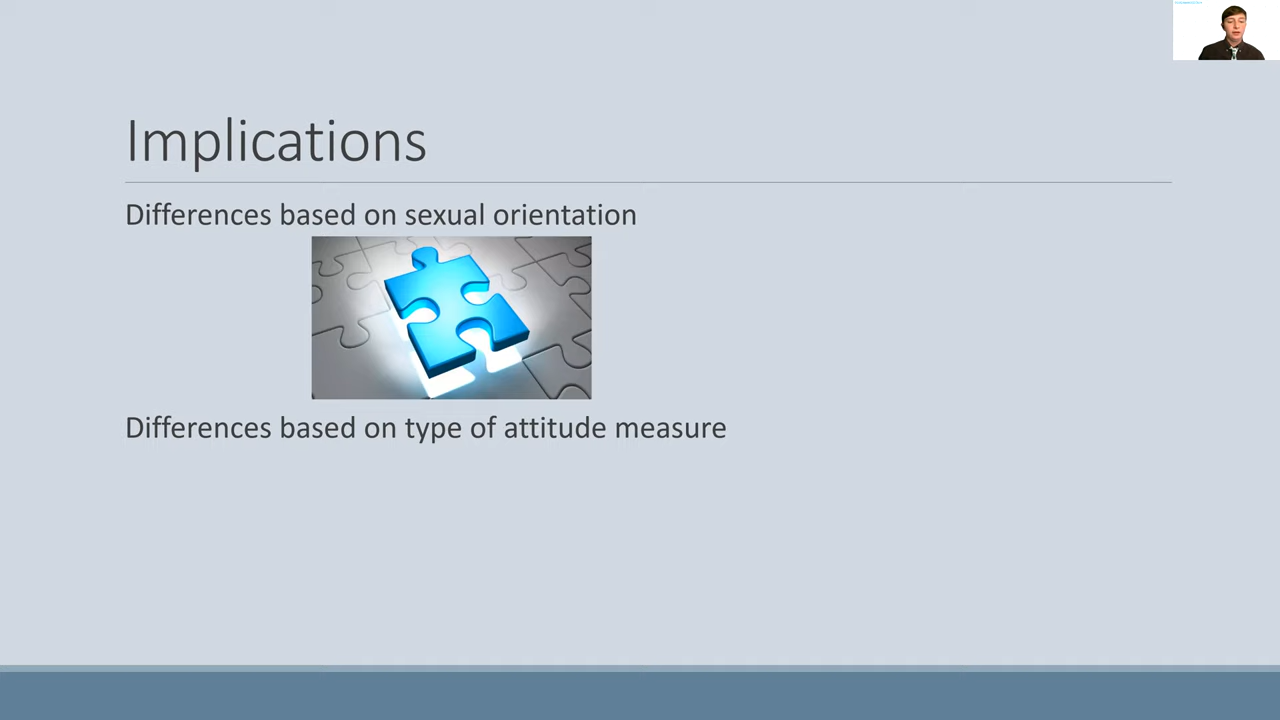 Implications
Differences based on sexual orientation
Differences based on type of attitude measure